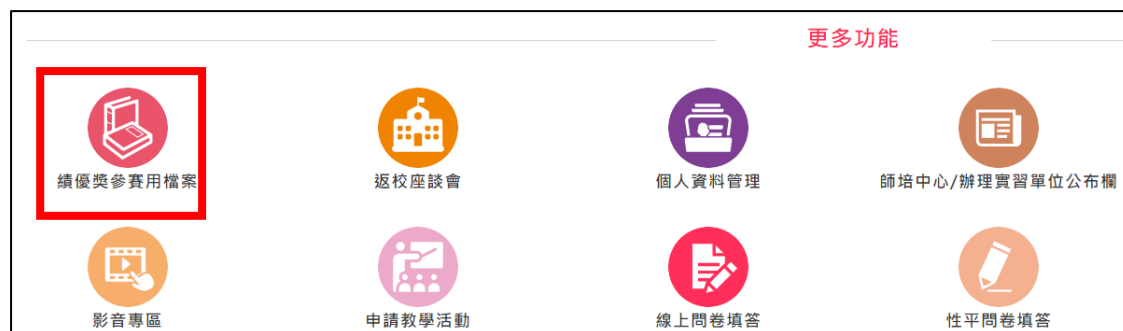 更多功能
績優獎參賽用檔案
返校座談會
個人資料管理
師培中心/辦理實習單位公布欄
影音專區
申請教學活動
線上問卷填答
性平問卷填答